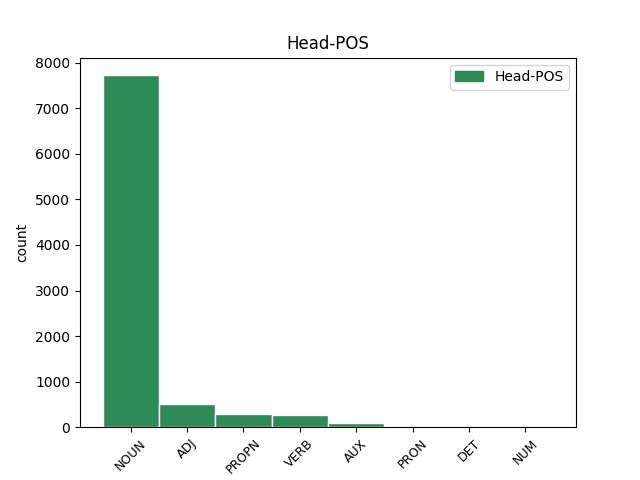 Head-POS
Head-POS
8000
7000
6000
5000
4000
3000
2000
1000
0
count
NOUN
ADJ
PROPN
VERB
AUX
PRON
DET
NUM